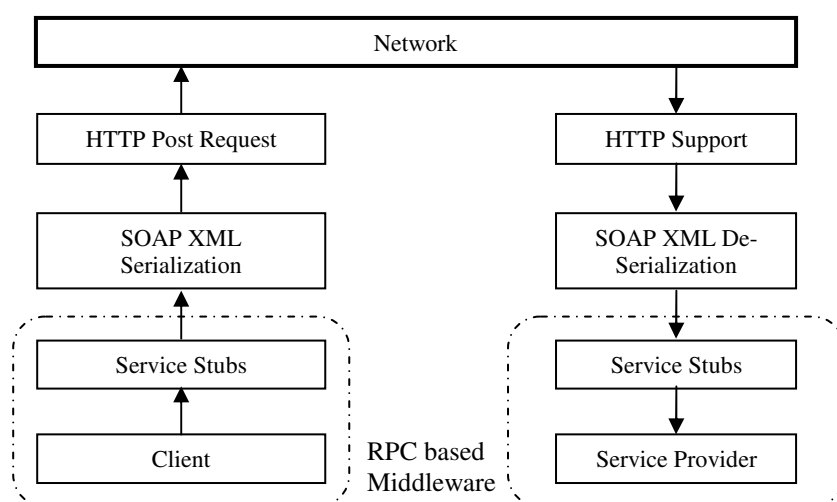 Network
HTTP Post Request
HTTP Support
SOAP XML
Serialization
SOAP XML De-
Serialization
Service Stubs
Service Stubs
Client
RPC based
Middleware
Service Provider